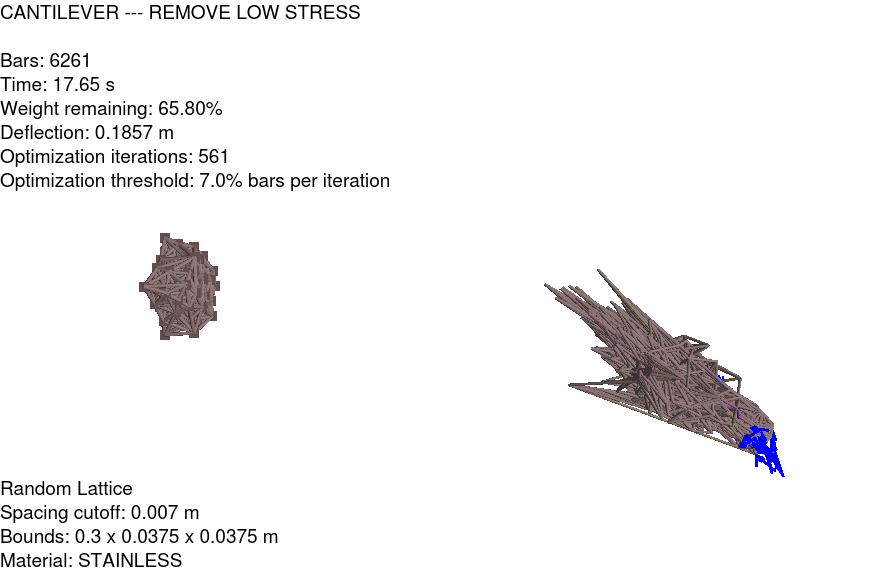 CANTILEVER --- REMOVE LOW STRESS
Bars: 6261
Time: 17.65 s
Weight remaining: 65.80%
Deflection: 0.1857 m
Optimization iterations: 561
Optimization threshold: 7.0% bars per iteration
Random Lattice
Spacing cutoff: 0.007 m
Bounds: 0.3 x 0.0375 x 0.0375 m
Material: STAINLESS